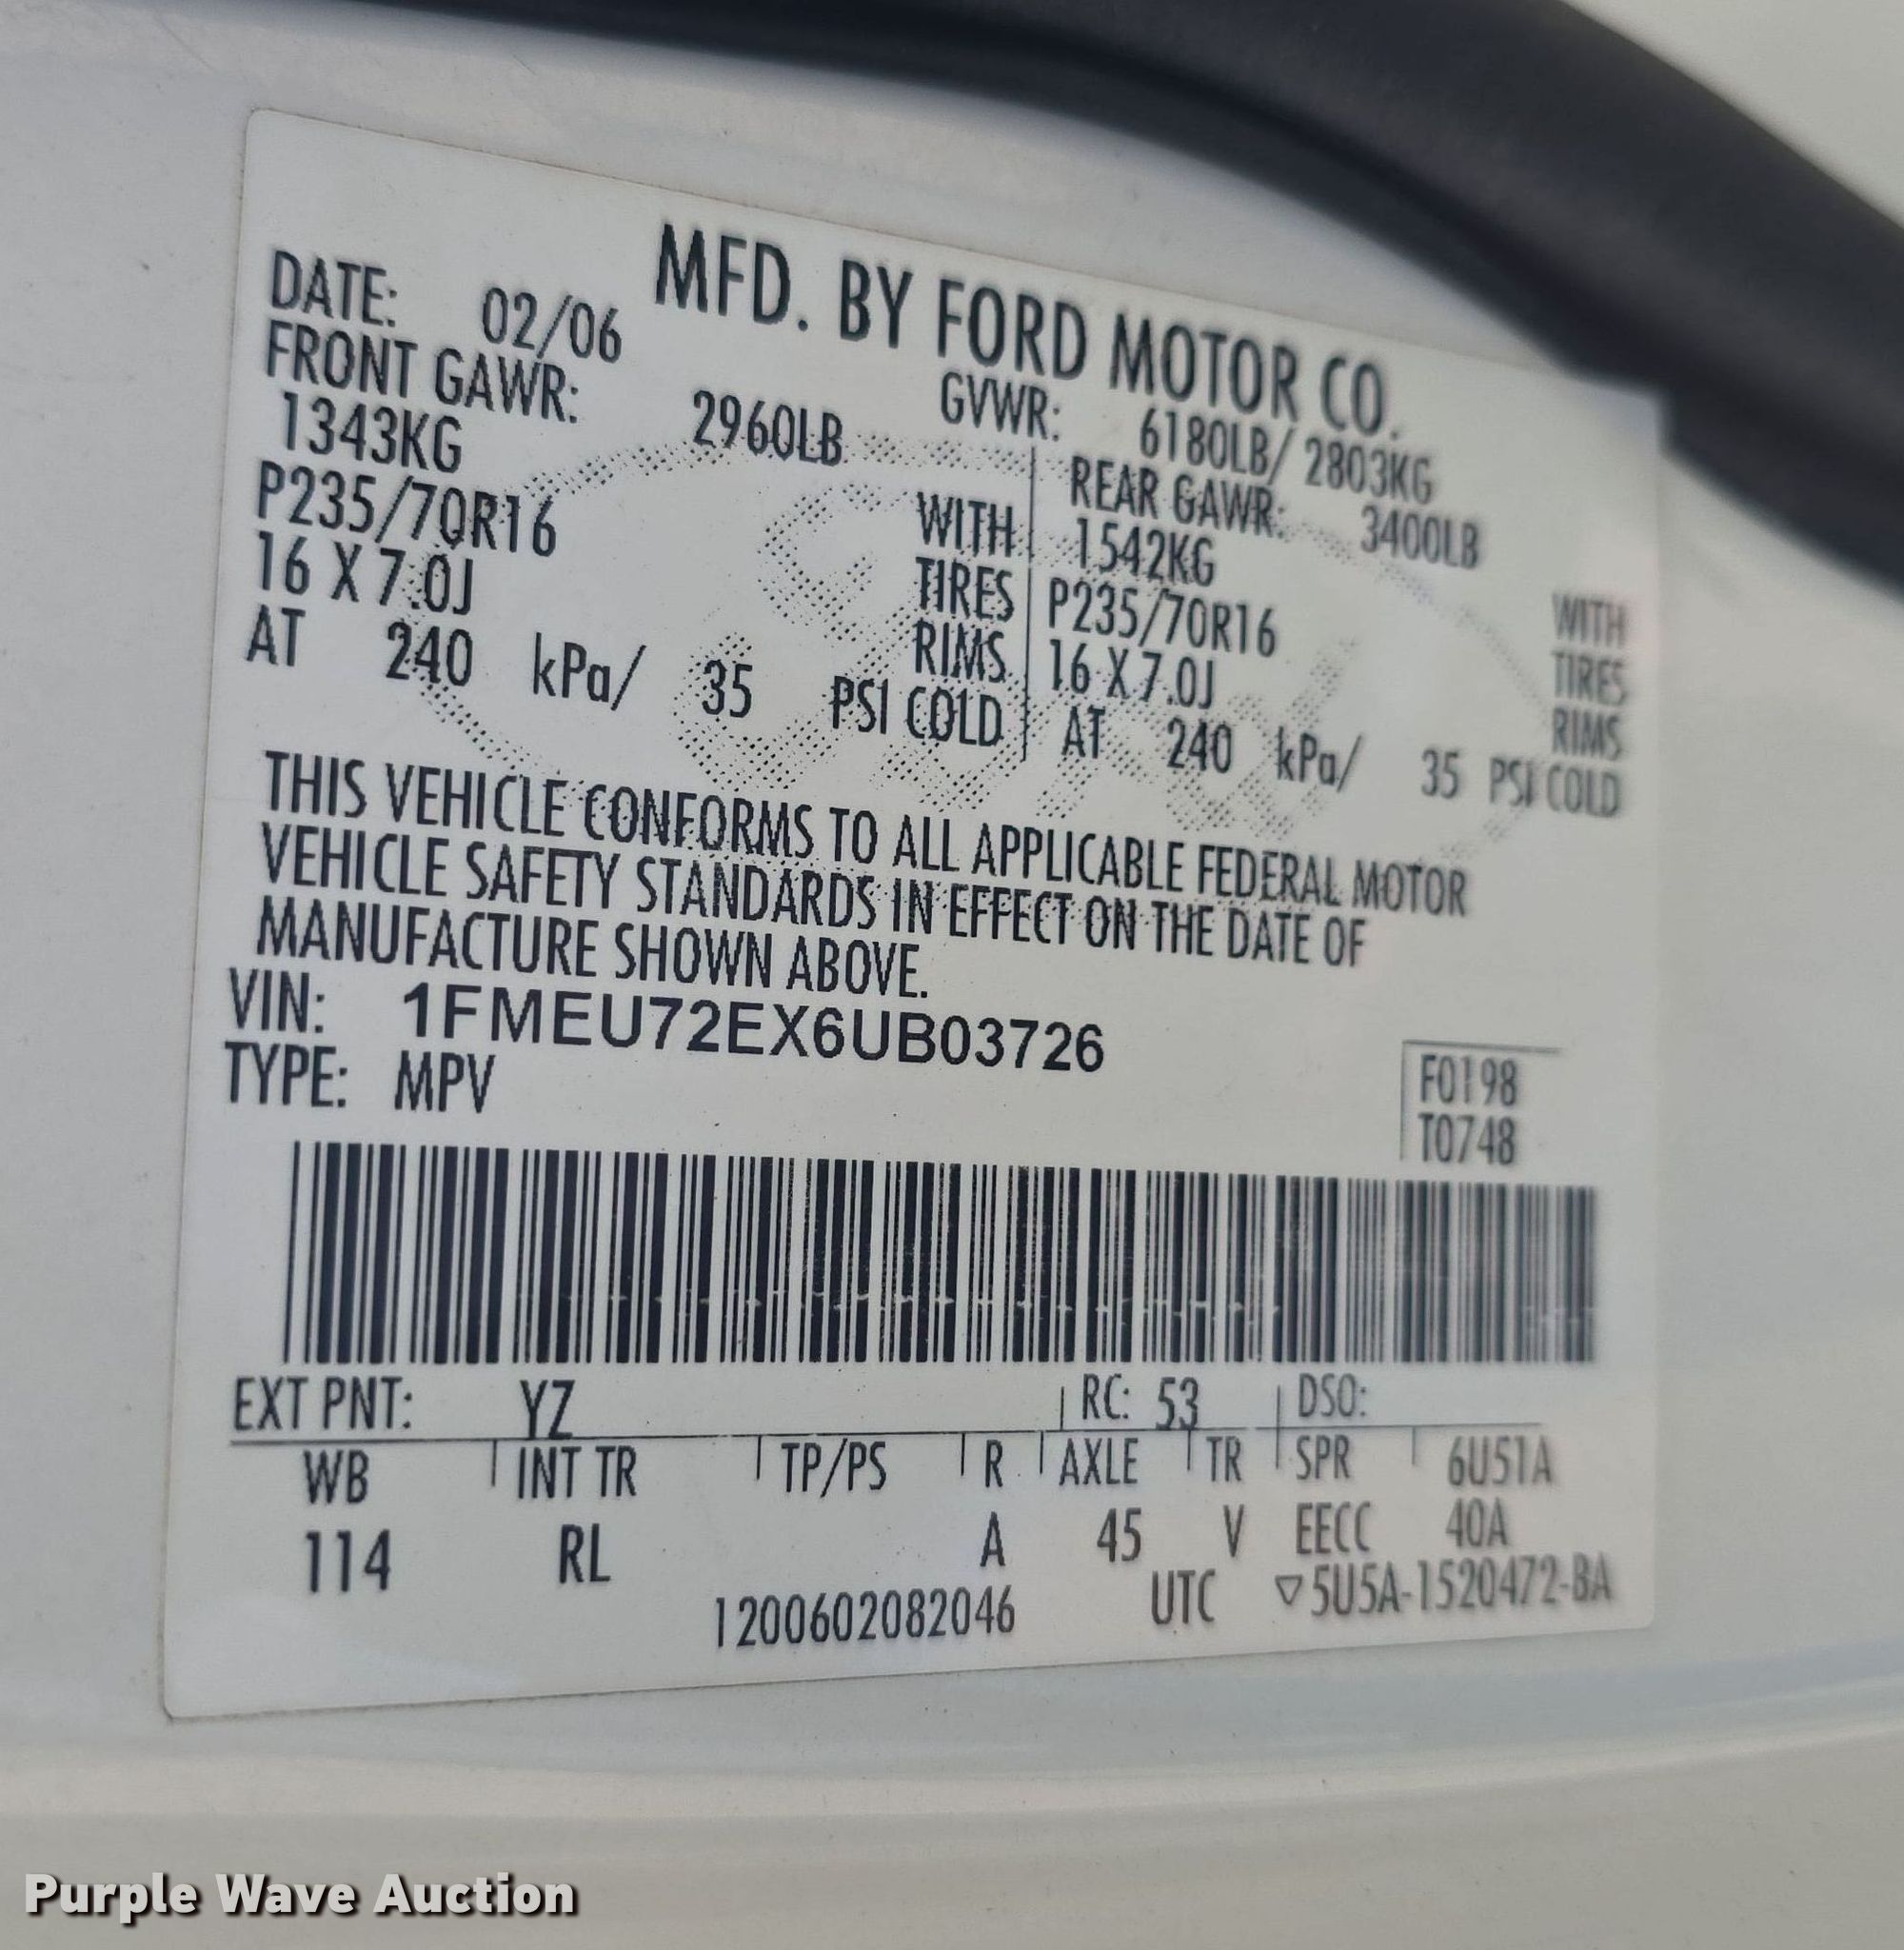 MFD. BY FORD MOTOR CO.
DATE: 02/06 GVWR: 6180LB/ 2803KG
FRONT GAWR: 2960LB REAR GAWR: 3400LB
1343KG WITH 1542KG WITH
P235/70R16 TIRES P235/70R16 TIRES
16 X 7.0J RIMS 16 X 7.0J RIMS
AT 240 kPa/ 35 PSI COLD AT 240 kPa/ 35 PSI COLD
THIS VEHICLE CONFORMS TO ALL APPLICABLE FEDERAL MOTOR
VEHICLE SAFETY STANDARDS IN EFFECT ON THE DATE OF
MANUFACTURE SHOWN ABOVE.
VIN: 1FMEU72EX6UB03726
TYPE: MPV
F0198
T0748
EXT PNT: YZ RC: 53 DSO:
WB INT TR TP/PS R AXLE TR SPR 6U51A
114 RL A 45 V EECC 40A
1200602082046 UTC ▽5U5A-1520472-BA
Purple Wave Auction